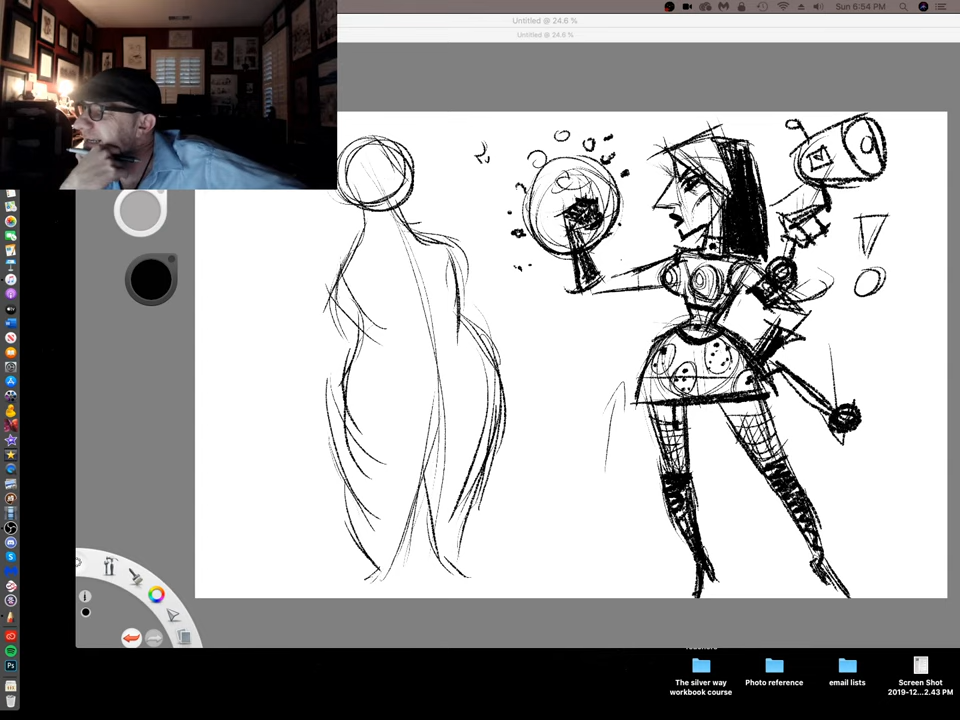 Sun 6:54 PM
Untitled @ 24.6 %
Untitled @ 24.6 %
The silver way
workbook course
Photo reference
email lists
Screen Shot
2019-12...2.43 PM